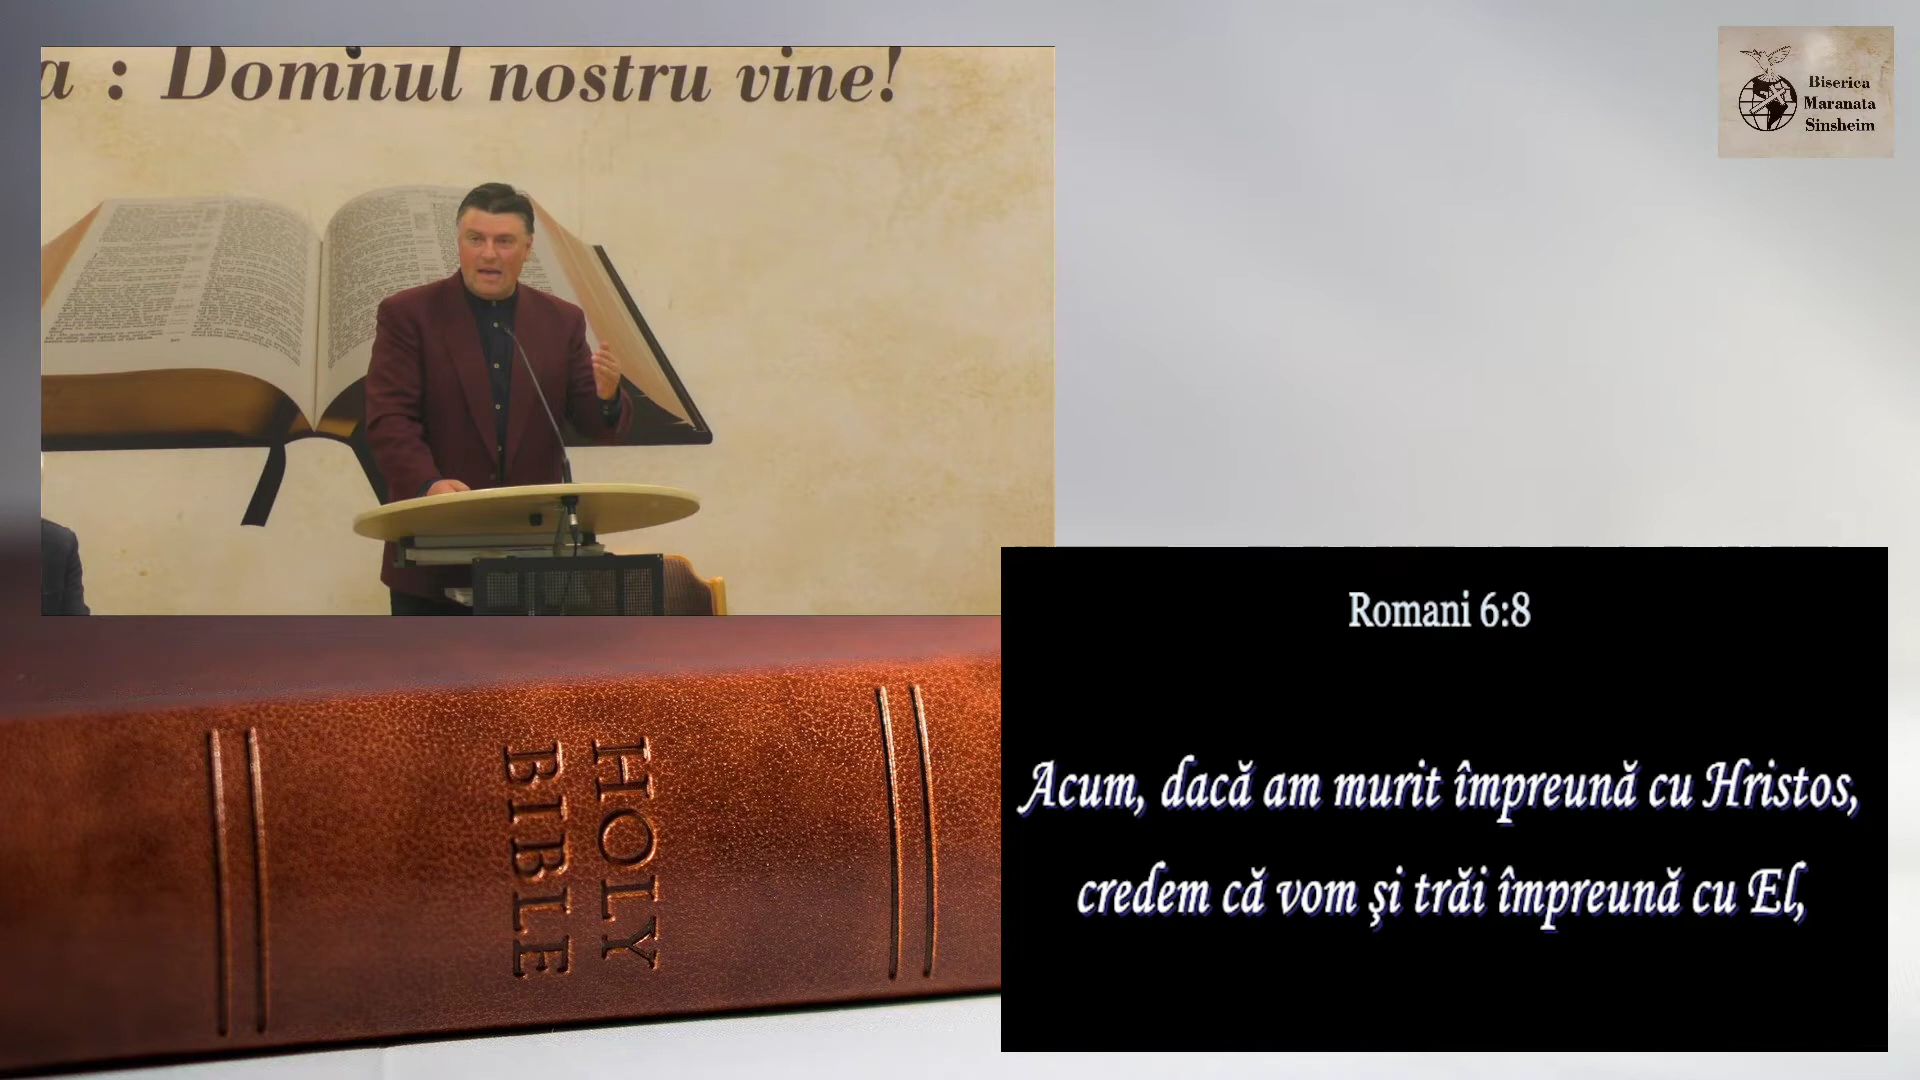 a : Domnul nostru vine!
Biserica
Maranata
Sinsheim
HOLY
BIBLE
Romani 6:8
Acum, dacă am murit împreună cu Hristos,
credem că vom şi trăi împreună cu El,